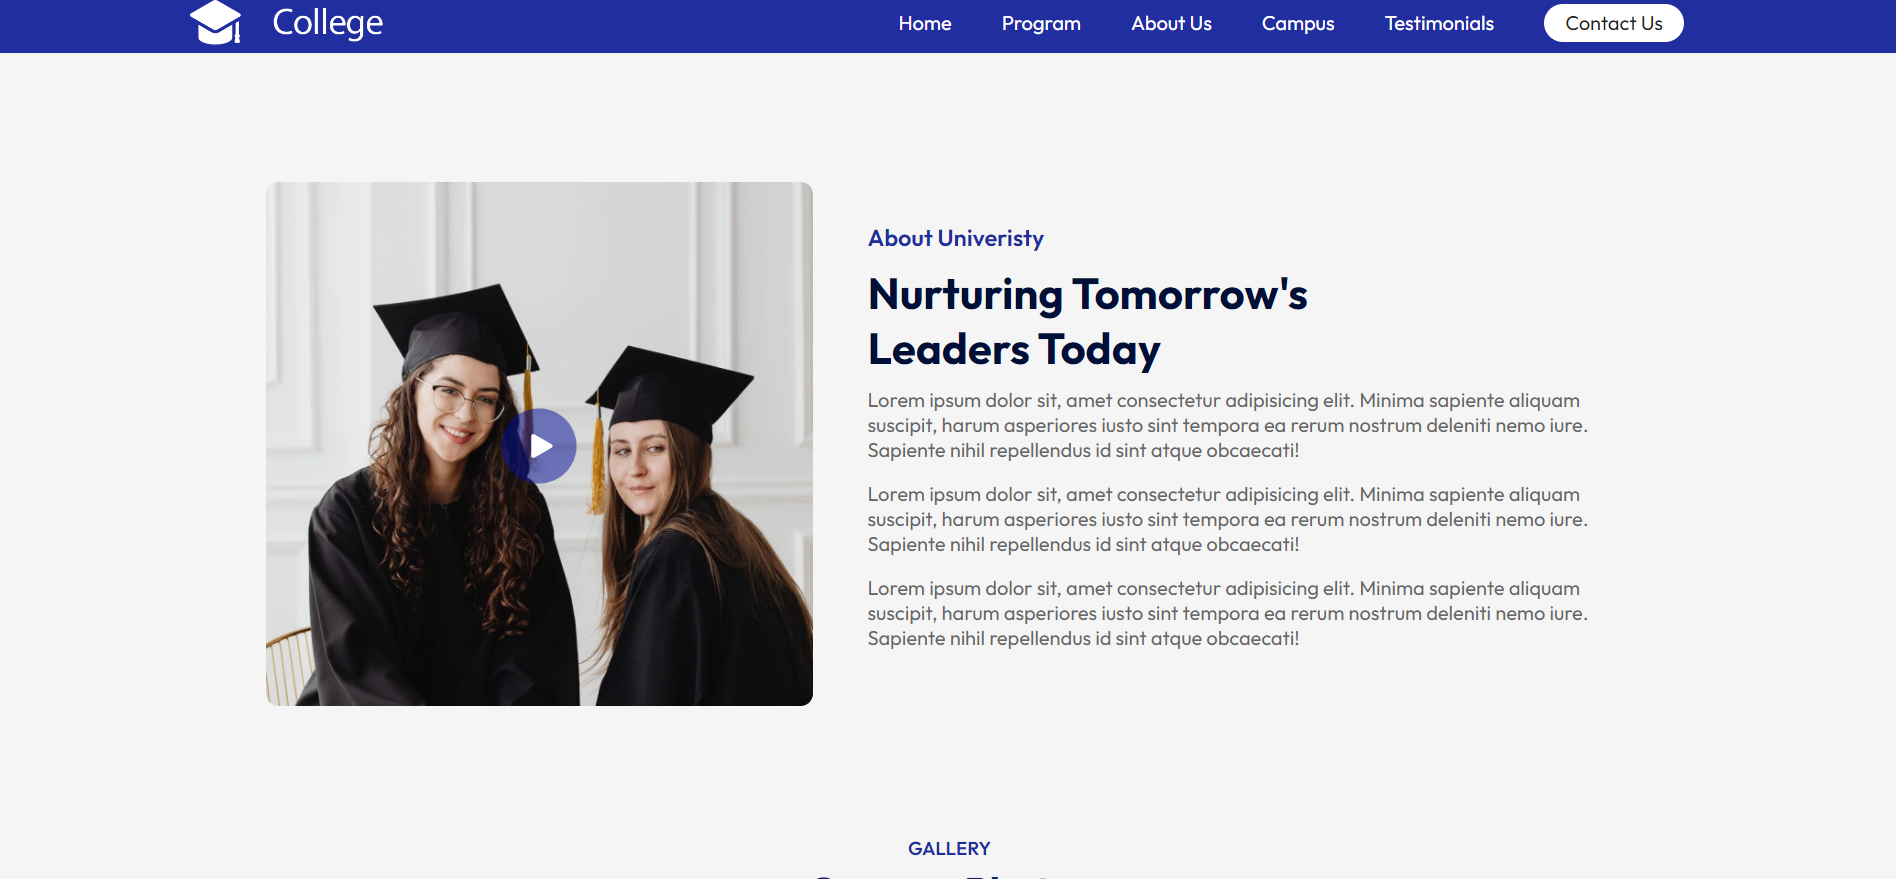 College
Home Program About Us Campus Testimonials Contact Us
About Univeristy
Nurturing Tomorrow's
Leaders Today
Lorem ipsum dolor sit, amet consectetur adipisicing elit. Minima sapiente aliquam
suscipit, harum asperiores iusto sint tempora ea rerum nostrum deleniti nemo iure.
Sapiente nihil repellendus id sint atque obcaecati!
Lorem ipsum dolor sit, amet consectetur adipisicing elit. Minima sapiente aliquam
suscipit, harum asperiores iusto sint tempora ea rerum nostrum deleniti nemo iure.
Sapiente nihil repellendus id sint atque obcaecati!
Lorem ipsum dolor sit, amet consectetur adipisicing elit. Minima sapiente aliquam
suscipit, harum asperiores iusto sint tempora ea rerum nostrum deleniti nemo iure.
Sapiente nihil repellendus id sint atque obcaecati!
GALLERY